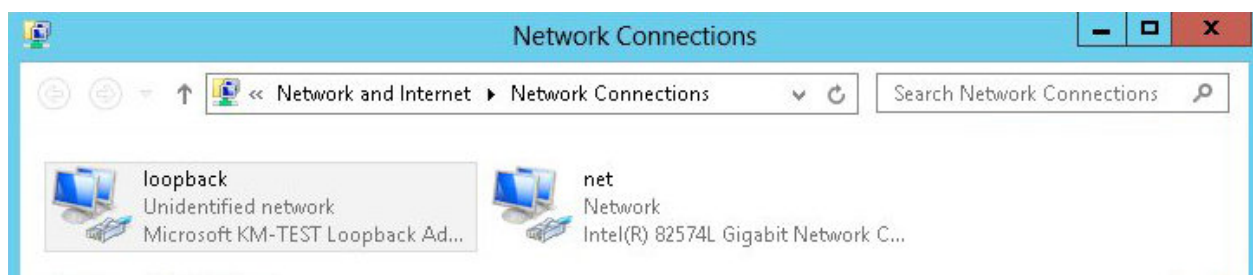 Network Connections
« Network and Internet ▸ Network Connections
Search Network Connections
loopback
Unidentified network
Microsoft KM-TEST Loopback Ad...
net
Network
Intel(R) 82574L Gigabit Network C...